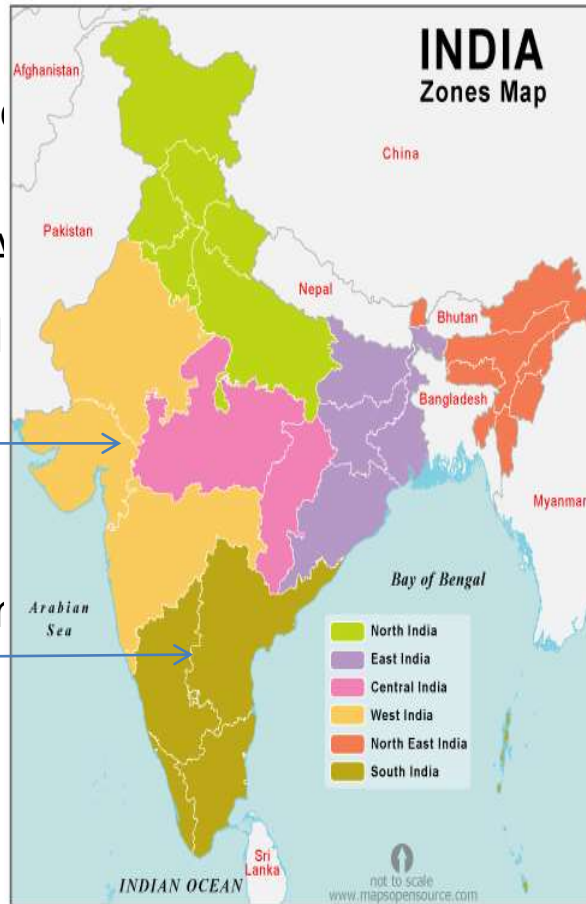 INDIA
Zones Map
Afghanistan
China
Pakistan
Nepal
Bhutan
Bangladesh
Myanmar
Bay of Bengal
Arabian
Sea
North India
East India
Central India
West India
North East India
South India
Sri
Lanka
INDIAN OCEAN
not to scale
www.mapsopensource.com